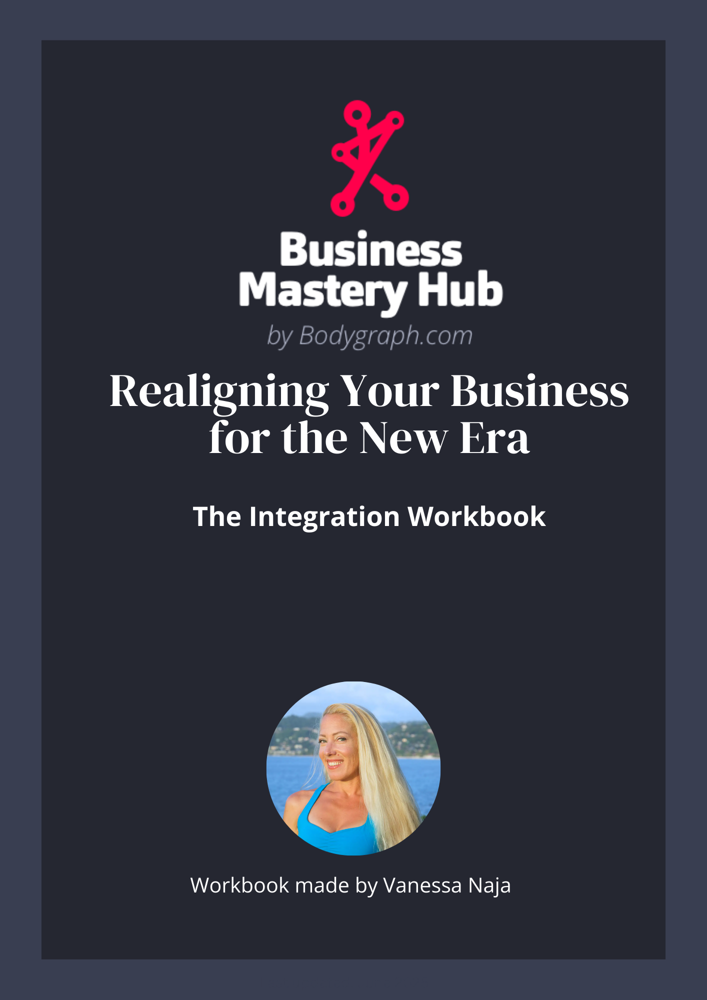 Business
Mastery Hub
by Bodygraph.com
Realigning Your Business
for the New Era
The Integration Workbook
Workbook made by Vanessa Naja